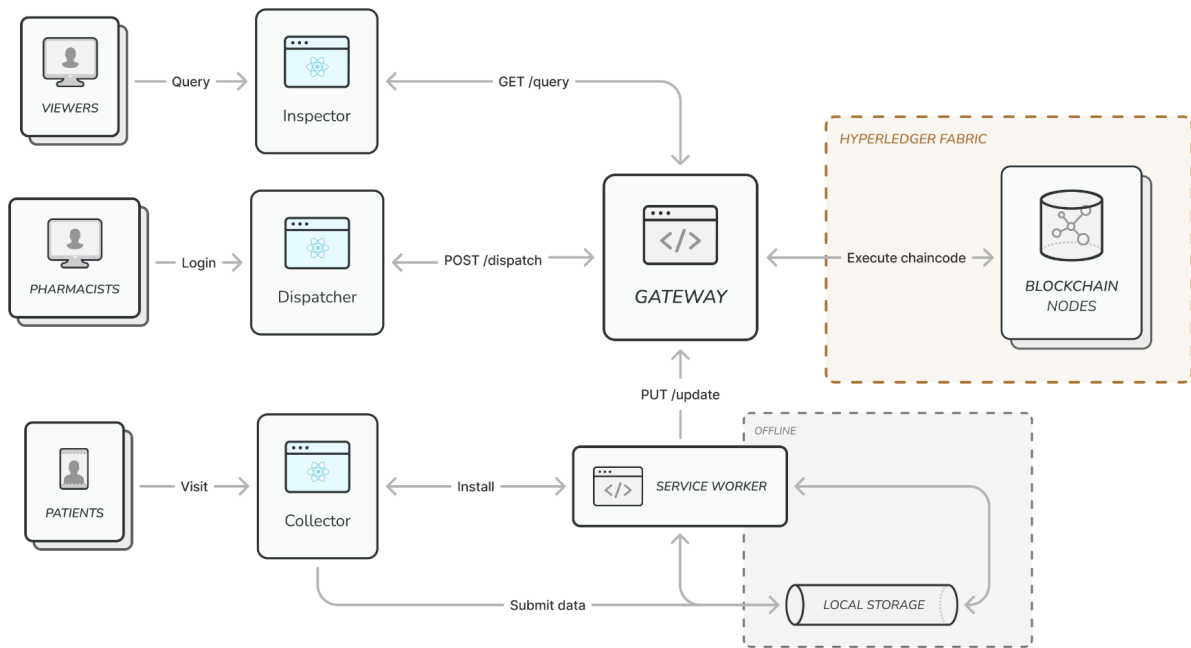 VIEWERS
Query
Inspector
GET /query
HYPERLEDGER FABRIC
PHARMACISTS
Login
Dispatcher
POST /dispatch
</>
GATEWAY
Execute chaincode
BLOCKCHAIN
NODES
PUT /update
OFFLINE
PATIENTS
Visit
Collector
Install
</>
SERVICE WORKER
Submit data
LOCAL STORAGE